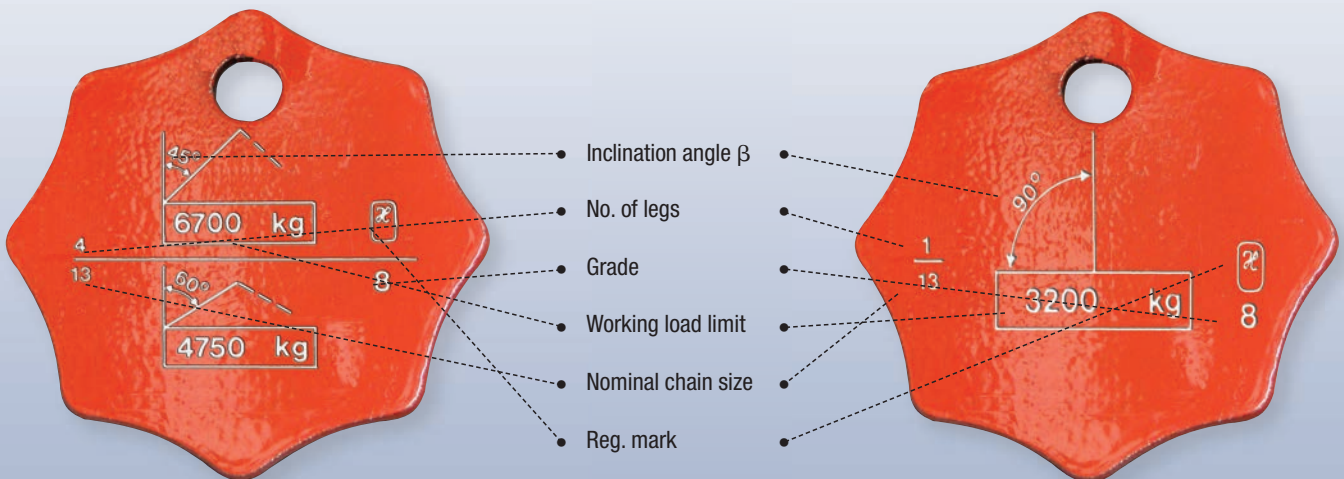 45°
6700 kg
4
13
8
60°
4750 kg
Inclination angle β
No. of legs
Grade
Working load limit
Nominal chain size
Reg. mark
90°
1
13
3200 kg
8